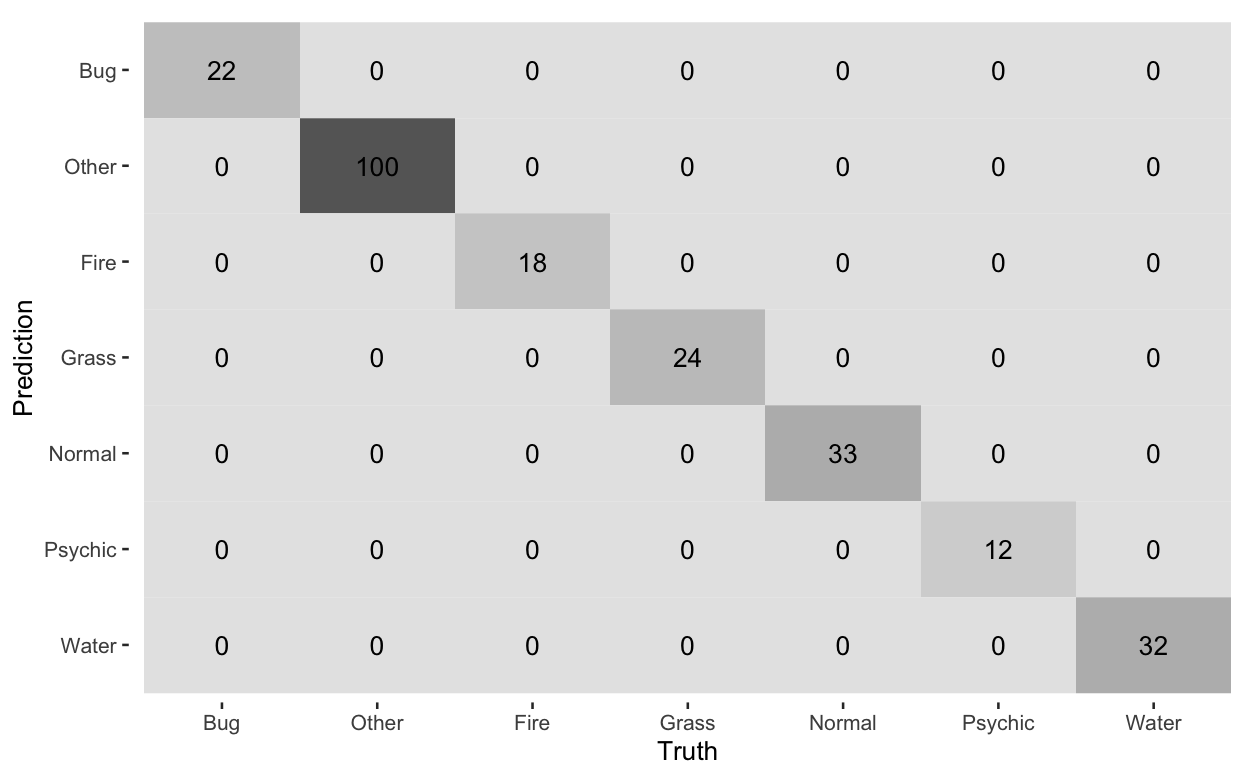 Prediction
Bug 22 0 0 0 0 0 0
Other 0 100 0 0 0 0 0
Fire 0 0 18 0 0 0 0
Grass 0 0 0 24 0 0 0
Normal 0 0 0 0 33 0 0
Psychic 0 0 0 0 0 12 0
Water 0 0 0 0 0 0 32
Bug Other Fire Grass Normal Psychic Water
Truth